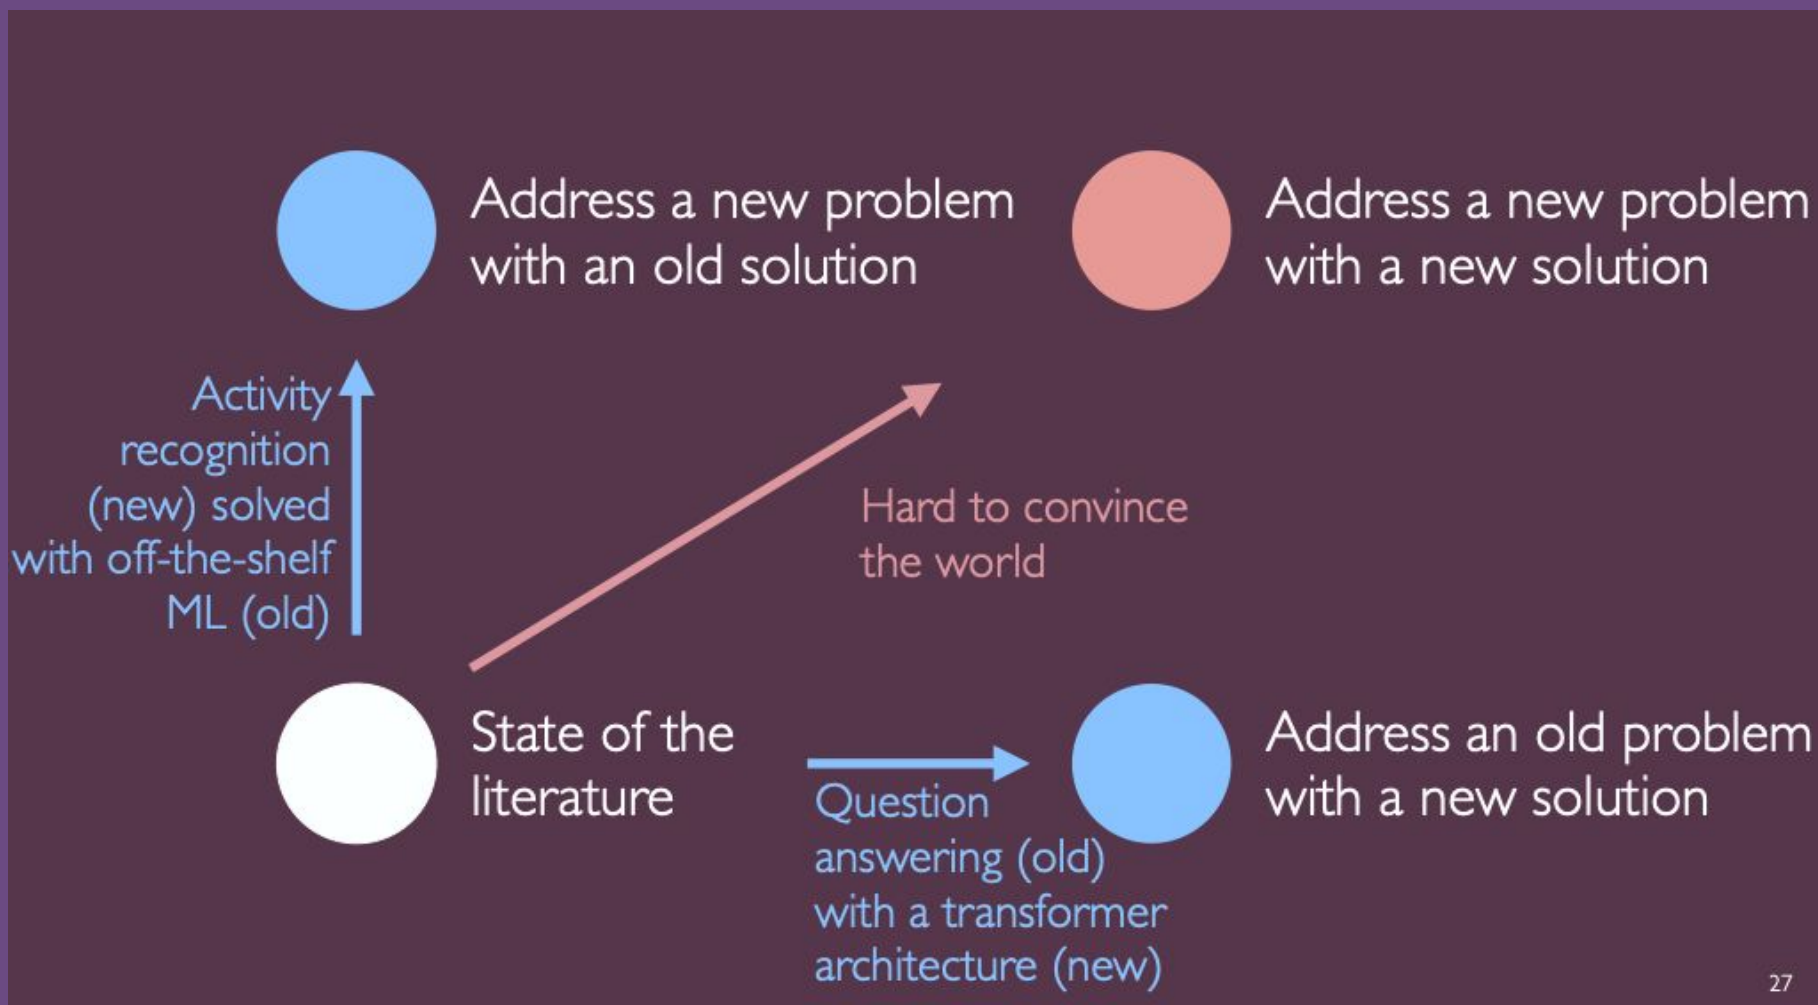 Address a new problem
with an old solution
Address a new problem
with a new solution
Activity
recognition
(new) solved
with off-the-shelf
ML (old)
Hard to convince
the world
State of the
literature
Question
answering (old)
with a transformer
architecture (new)
Address an old problem
with a new solution
27